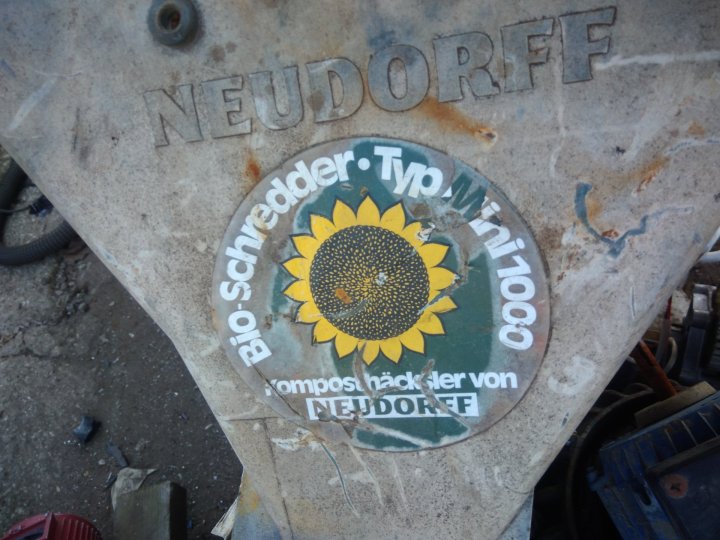 NEUDORFF
Bio-Schredder · Typ Mini 1000
Komposthäcksler von
NEUDORFF